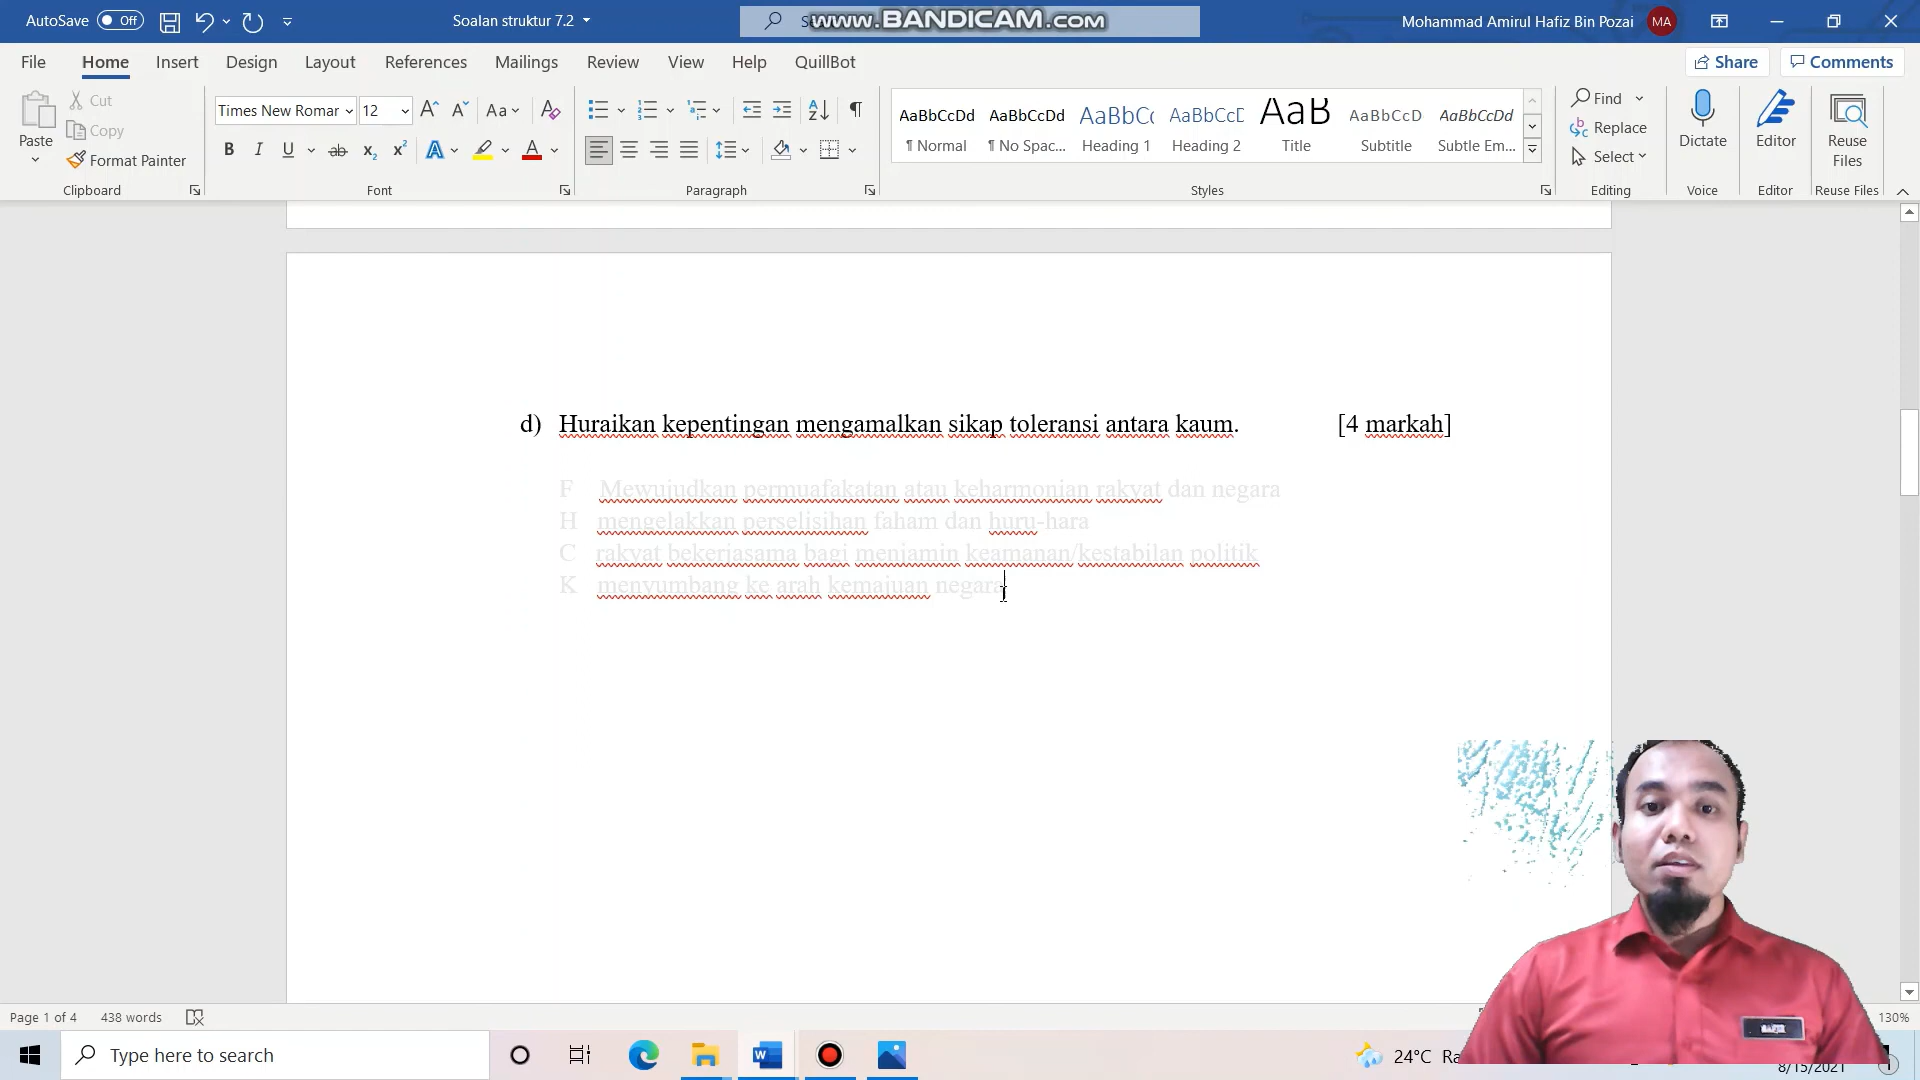 AutoSave Off
Soalan struktur 7.2
www.BANDICAM.com
Mohammad Amirul Hafiz Bin Pozai MA
File Home Insert Design Layout References Mailings Review View Help QuillBot
Share Comments
Cut
Copy
Paste
Format Painter
Clipboard
Times New Romar 12
Font
Paragraph
AaBbCcDd AaBbCcDd AaBbC AaBbCcD AaB AaBbCcD AaBbCcDd
¶ Normal ¶ No Spac... Heading 1 Heading 2 Title Subtitle Subtle Em...
Styles
Find
Replace
Select
Editing
Dictate
Voice
Editor
Editor
Reuse Files
Reuse Files
d) Huraikan kepentingan mengamalkan sikap toleransi antara kaum. [4 markah]
F Mewujudkan permuafakatan atau keharmonian rakyat dan negara
H mengelakkan perselisihan faham dan huru-hara
C rakyat bekerjasama bagi menjamin keamanan/kestabilan politik
K menyumbang ke arah kemajuan negara
Page 1 of 4 438 words
130%
Type here to search
24°C
8/15/2021